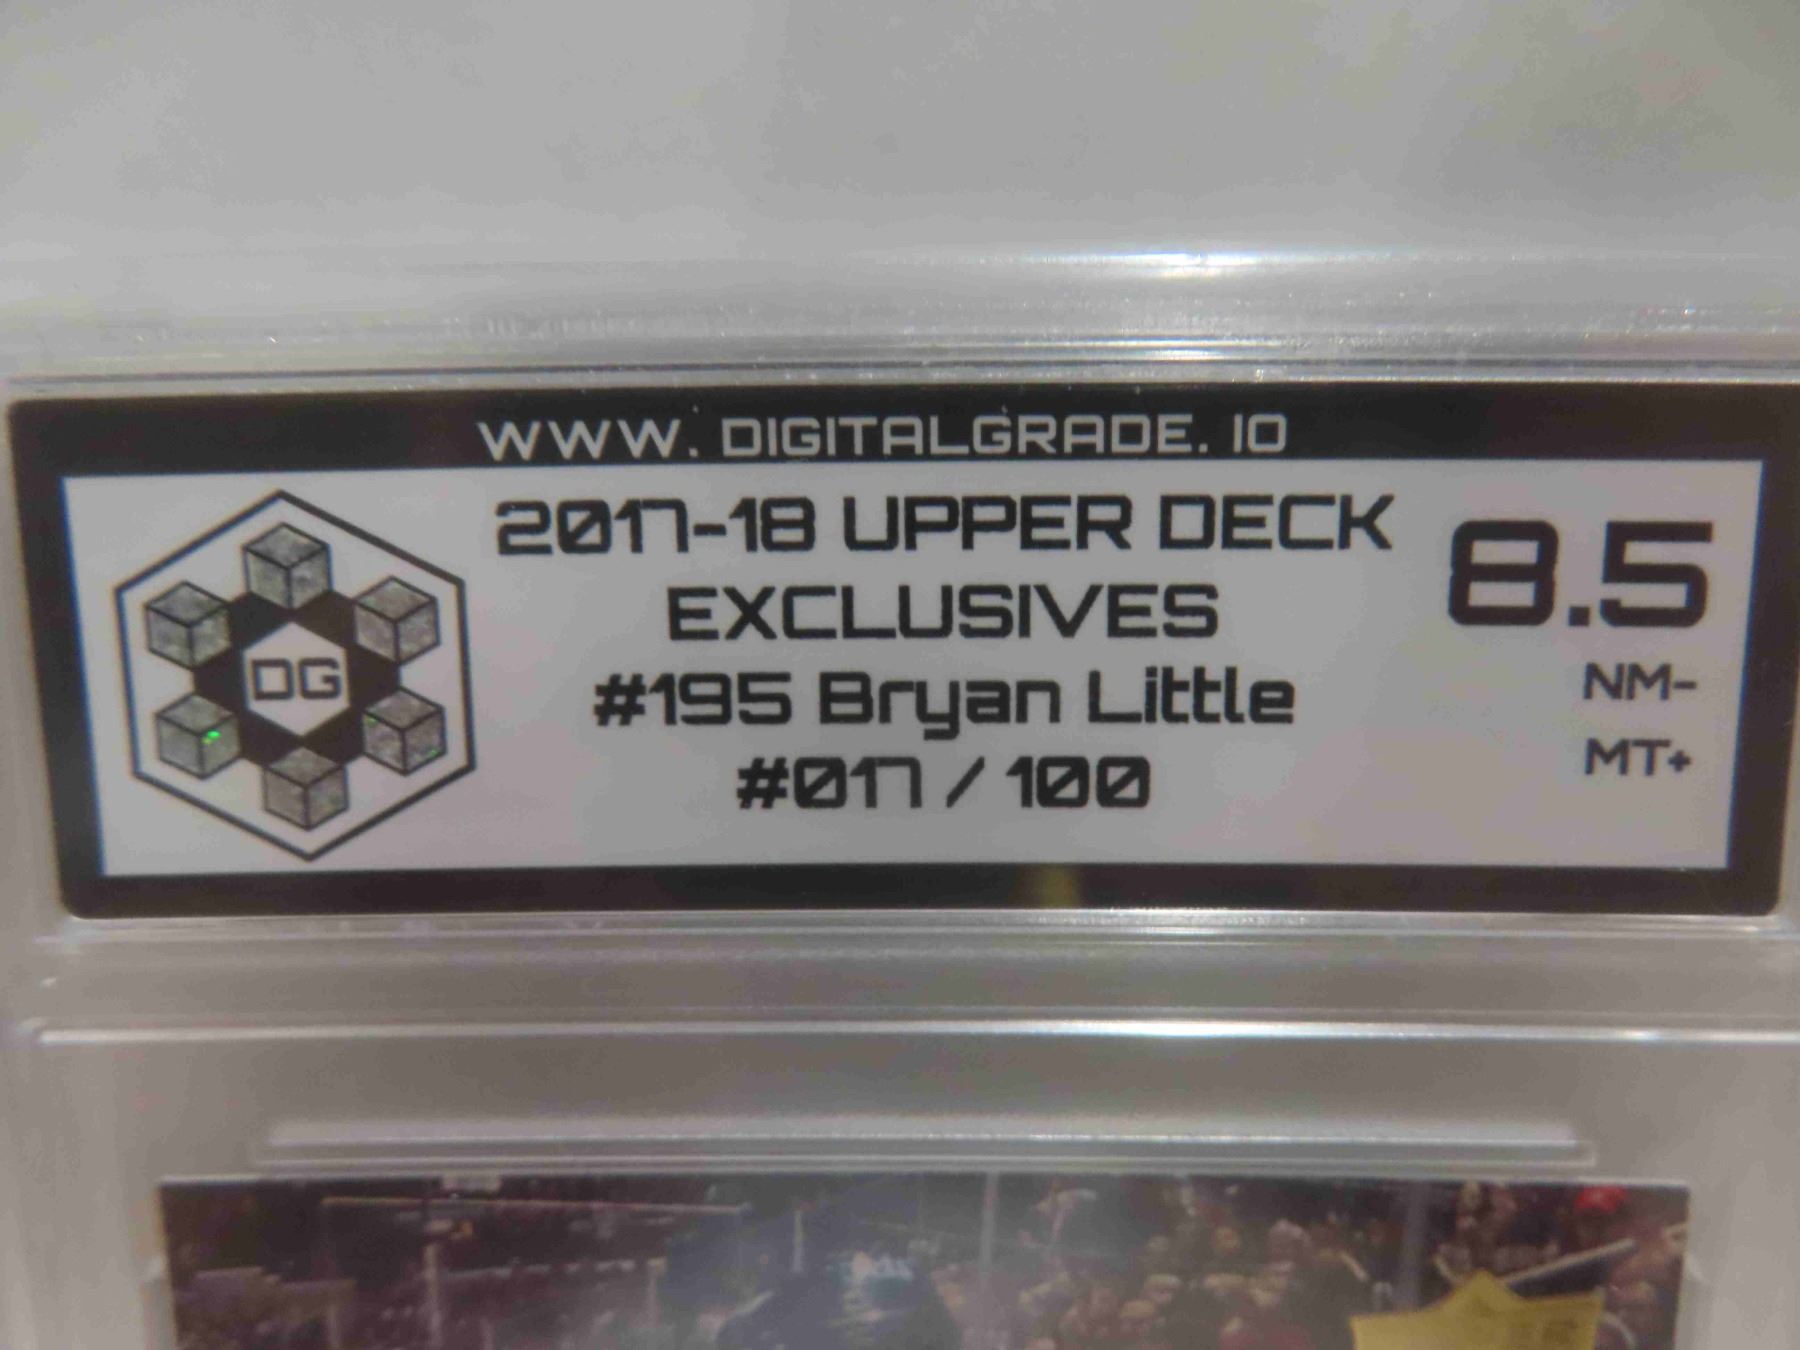 WWW. DIGITALGRADE. IO
DG
2017-18 UPPER DECK
EXCLUSIVES
#195 Bryan Little
#017 / 100
8.5
NM-
MT+